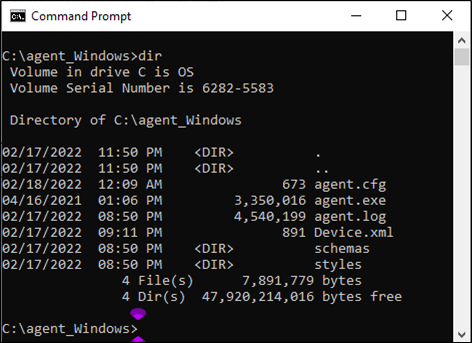 Command Prompt
C:\agent_Windows>dir
Volume in drive C is OS
Volume Serial Number is 6282-5583
Directory of C:\agent_Windows
02/17/2022  11:50 PM    <DIR>          .
02/17/2022  11:50 PM    <DIR>          ..
02/18/2022  12:09 AM               673 agent.cfg
04/16/2021  01:06 PM         3,350,016 agent.exe
02/17/2022  08:50 PM         4,540,199 agent.log
02/17/2022  09:11 PM               891 Device.xml
02/17/2022  08:50 PM    <DIR>          schemas
02/17/2022  08:50 PM    <DIR>          styles
4 File(s)      7,891,779 bytes
4 Dir(s)  47,920,214,016 bytes free
C:\agent_Windows>